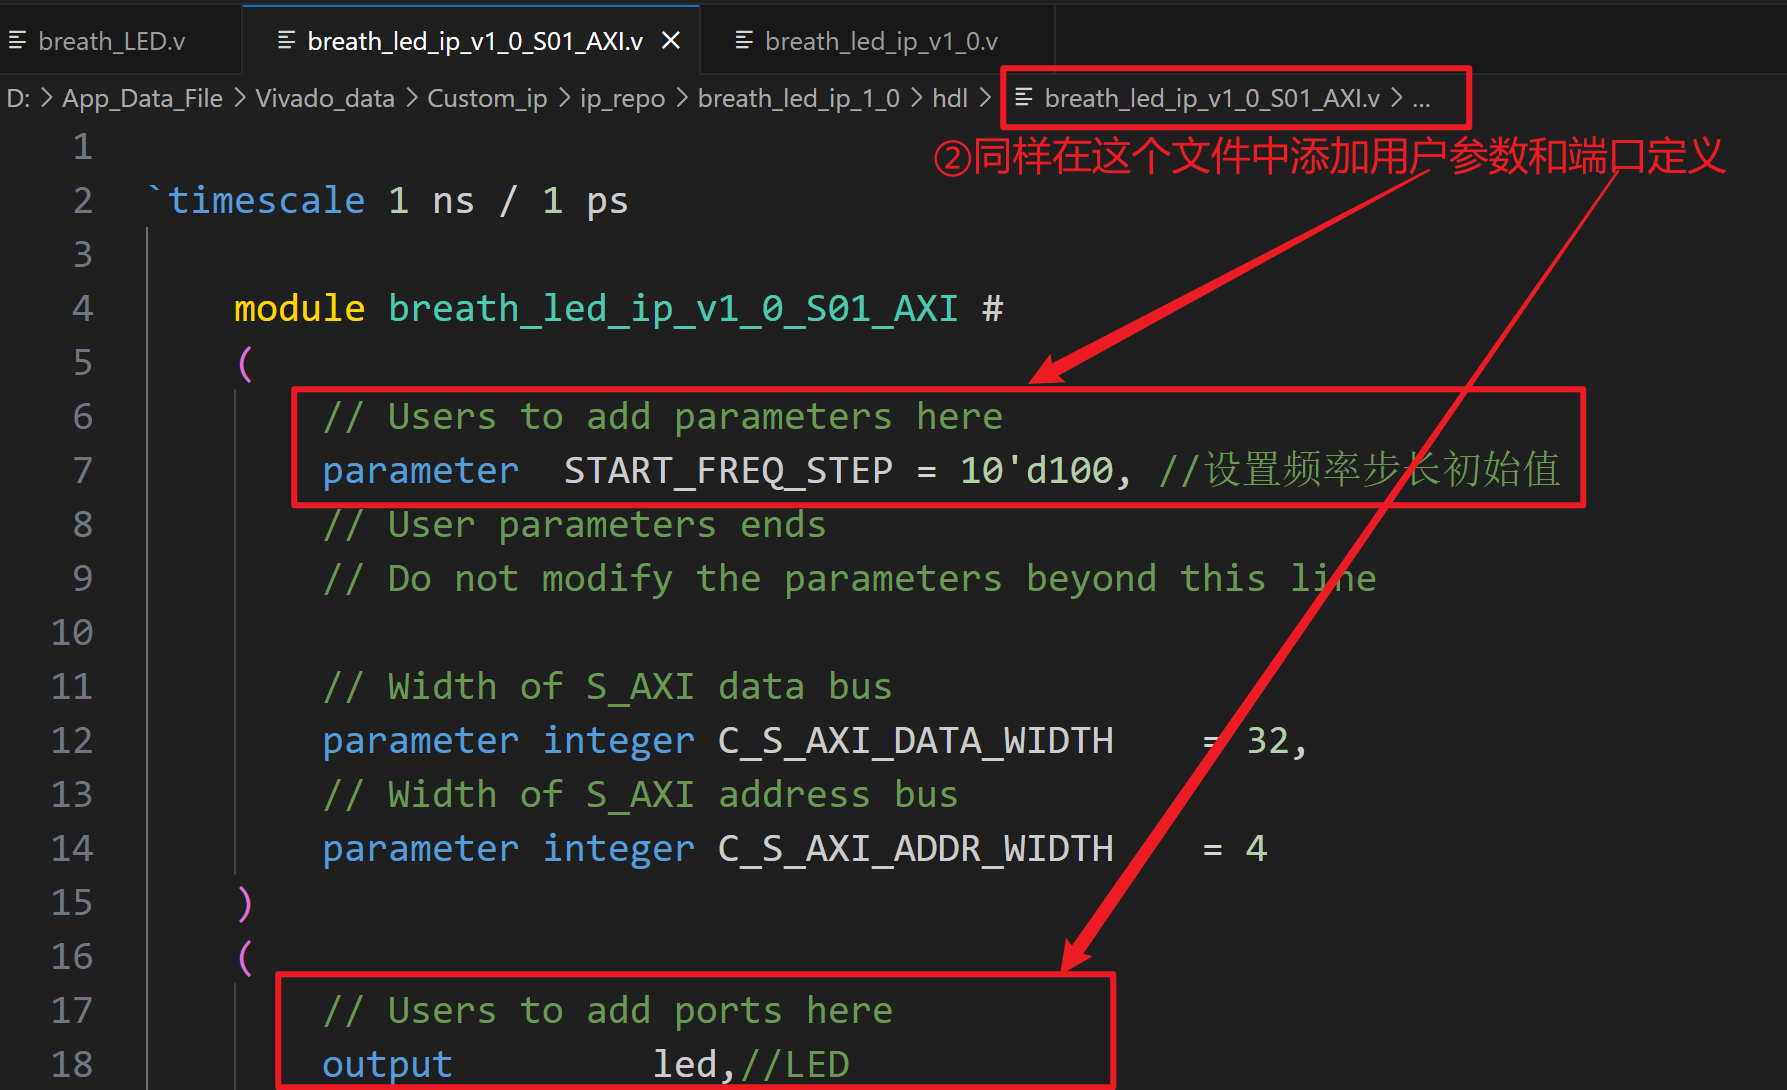 breath_LED.v breath_led_ip_v1_0_S01_AXI.v × breath_led_ip_v1_0.v
D: > App_Data_File > Vivado_data > Custom_ip > ip_repo > breath_led_ip_1_0 > hdl > breath_led_ip_v1_0_S01_AXI.v > ...
②同样在这个文件中添加用户参数和端口定义
1
2 `timescale 1 ns / 1 ps
3
4 module breath_led_ip_v1_0_S01_AXI #
5 (
6 // Users to add parameters here
7 parameter START_FREQ_STEP = 10'd100, //设置频率步长初始值
8 // User parameters ends
9 // Do not modify the parameters beyond this line
10
11 // Width of S_AXI data bus
12 parameter integer C_S_AXI_DATA_WIDTH = 32,
13 // Width of S_AXI address bus
14 parameter integer C_S_AXI_ADDR_WIDTH = 4
15 )
16 (
17 // Users to add ports here
18 output led,//LED